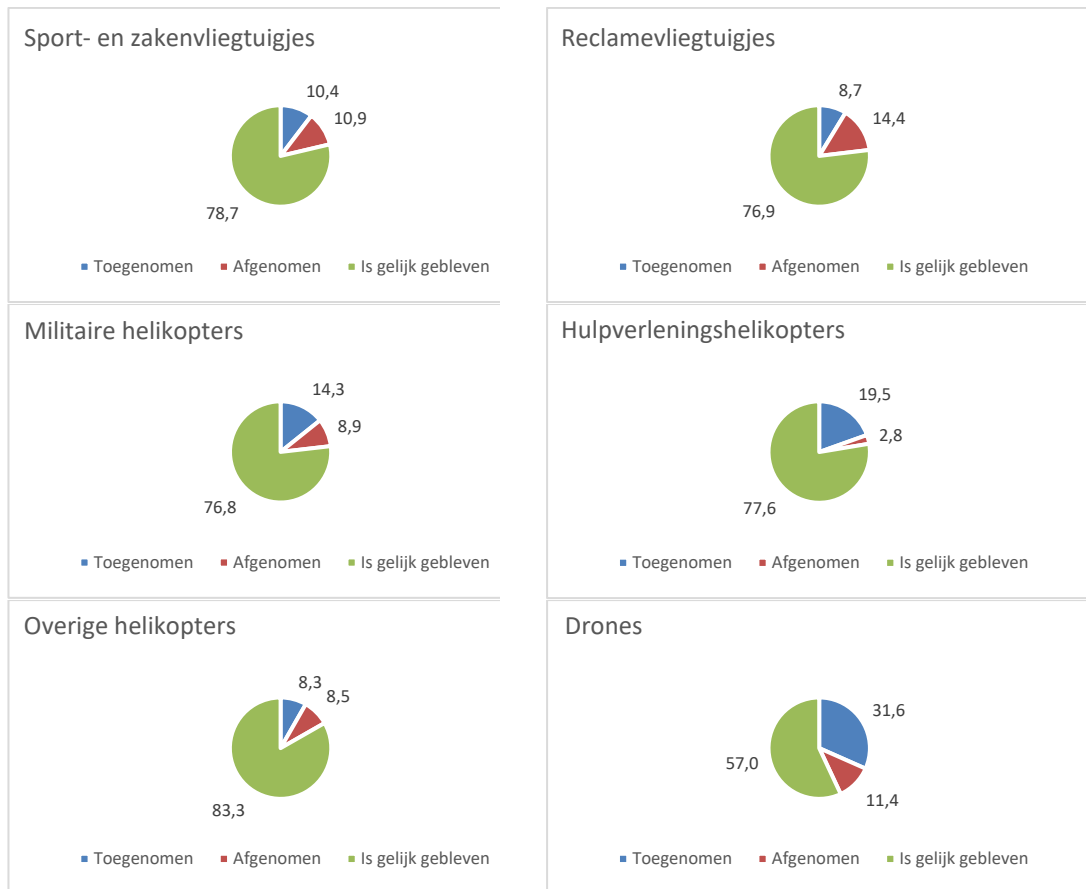 Sport- en zakenvliegtuigjes
10,4
10,9
78,7
Toegenomen Afgenomen Is gelijk gebleven
Reclamevliegtuigjes
8,7
14,4
76,9
Toegenomen Afgenomen Is gelijk gebleven
Militaire helikopters
14,3
8,9
76,8
Toegenomen Afgenomen Is gelijk gebleven
Hulpverleningshelikopters
19,5
2,8
77,6
Toegenomen Afgenomen Is gelijk gebleven
Overige helikopters
8,3
8,5
83,3
Toegenomen Afgenomen Is gelijk gebleven
Drones
31,6
57,0
11,4
Toegenomen Afgenomen Is gelijk gebleven